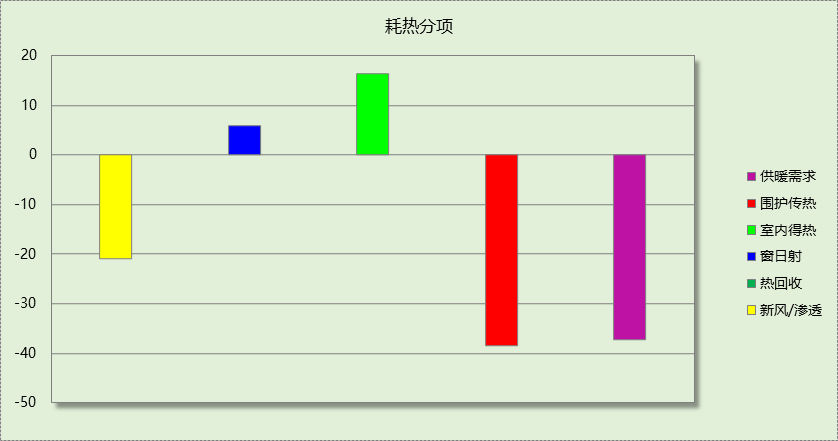 耗热分项
20
10
0
-10
-20
-30
-40
-50
供暖需求
围护传热
室内得热
窗日射
热回收
新风/渗透